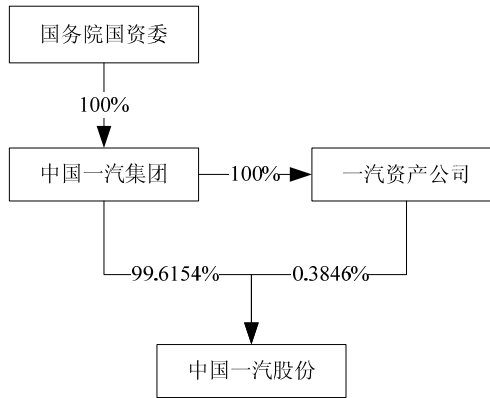 国务院国资委
100%
中国一汽集团
100%
一汽资产公司
99.6154%
0.3846%
中国一汽股份